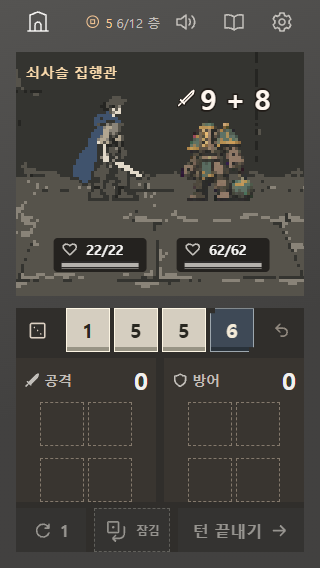 5 6/12 층
쇠사슬 집행관
9 + 8
22/22
62/62
1 5 5 6
공격 0
방어 0
1
잠김
턴 끝내기